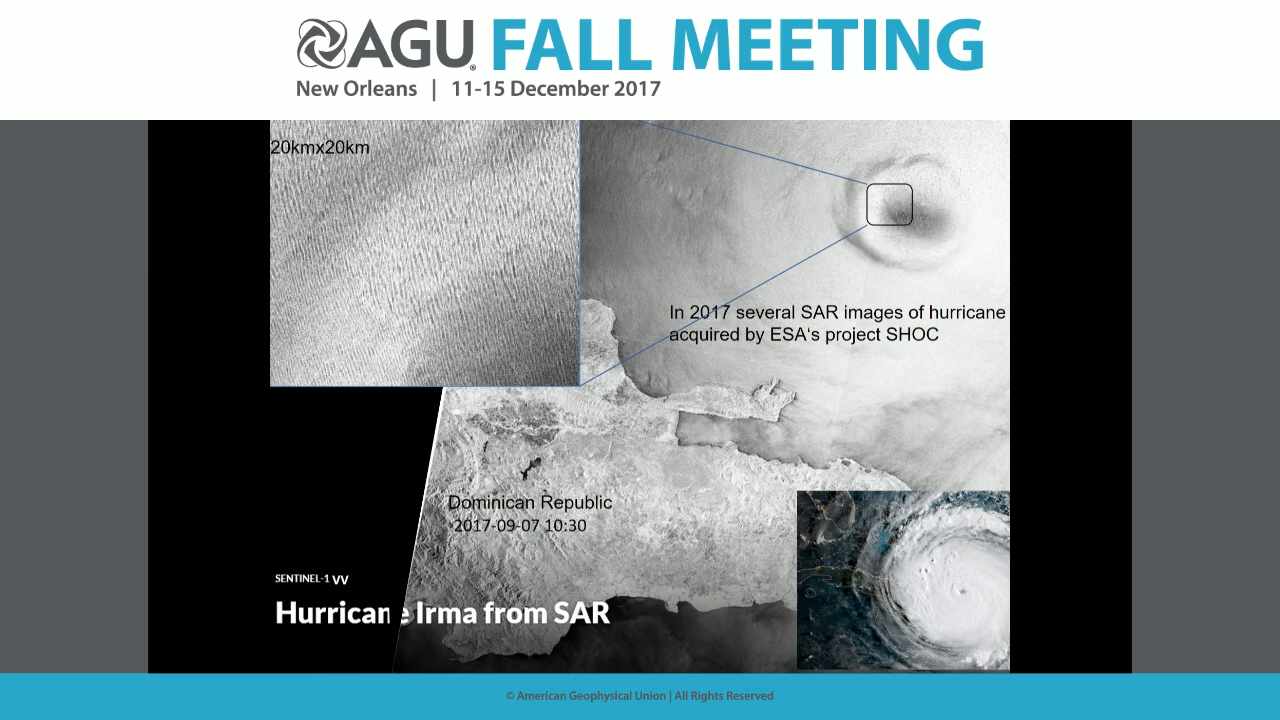 AGU FALL MEETING
New Orleans | 11-15 December 2017
20kmx20km
In 2017 several SAR images of hurricane
acquired by ESA‘s project SHOC
Dominican Republic
2017-09-07 10:30
SENTINEL-1 VV
Hurricane Irma from SAR
© American Geophysical Union | All Rights Reserved